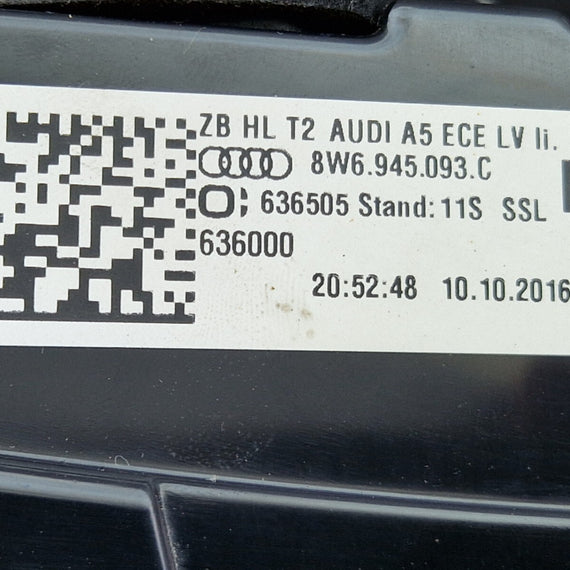 ZB HL T2 AUDI A5 ECE LV li.
8W6.945.093.C
636505 Stand: 11S SSL
636000
20:52:48 10.10.2016